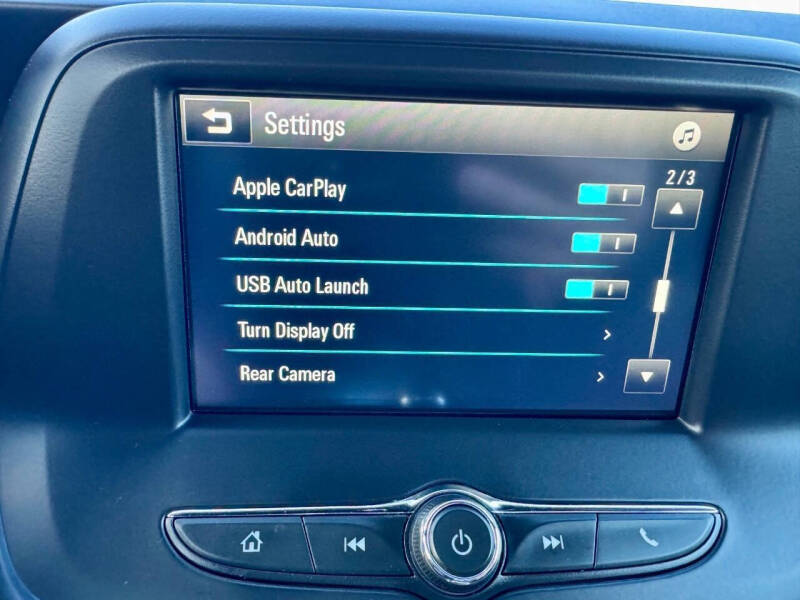 Settings
2/3
Apple CarPlay
Android Auto
USB Auto Launch
Turn Display Off
Rear Camera